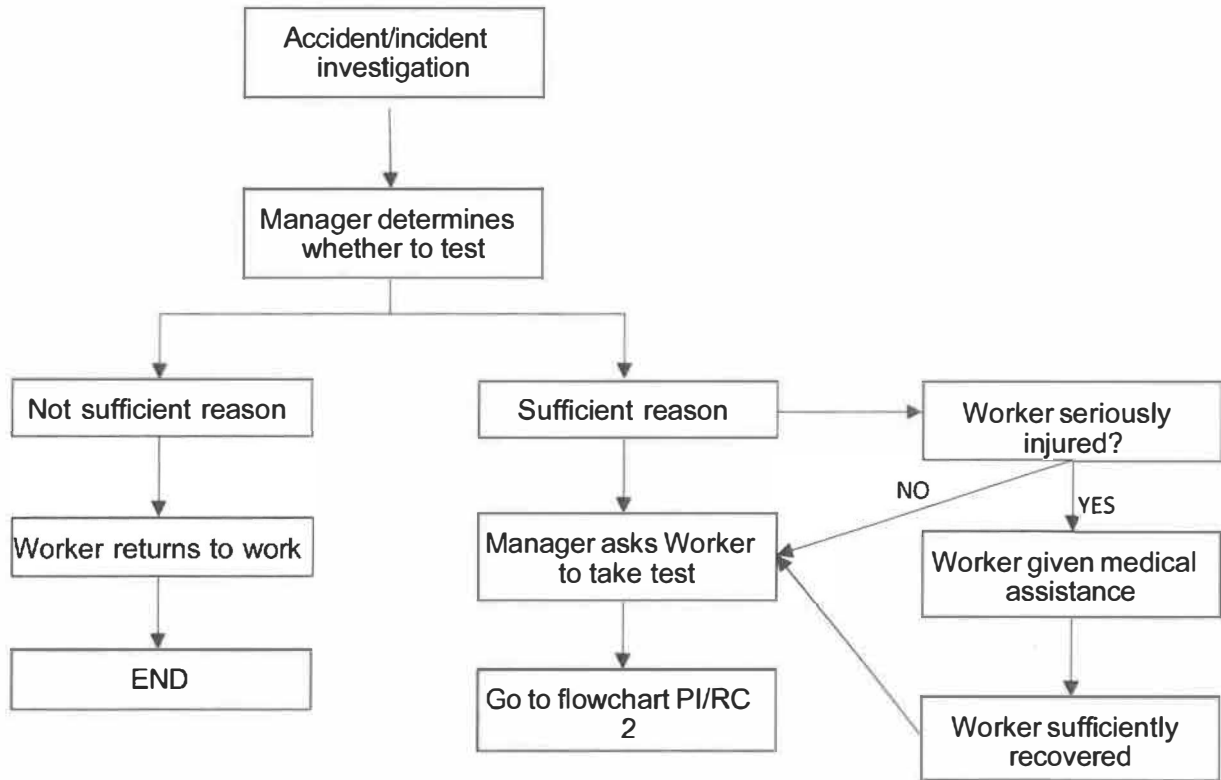 Accident/incident
investigation
Manager determines
whether to test
Not sufficient reason
Sufficient reason
Worker seriously
injured?
NO
YES
Worker returns to work
Manager asks Worker
to take test
Worker given medical
assistance
END
Go to flowchart PI/RC
2
Worker sufficiently
recovered